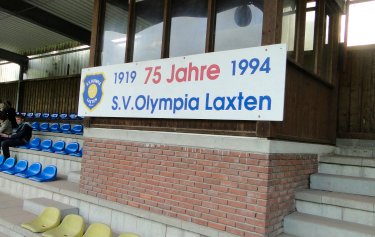 1919 75 Jahre 1994
S.V.Olympia Laxten